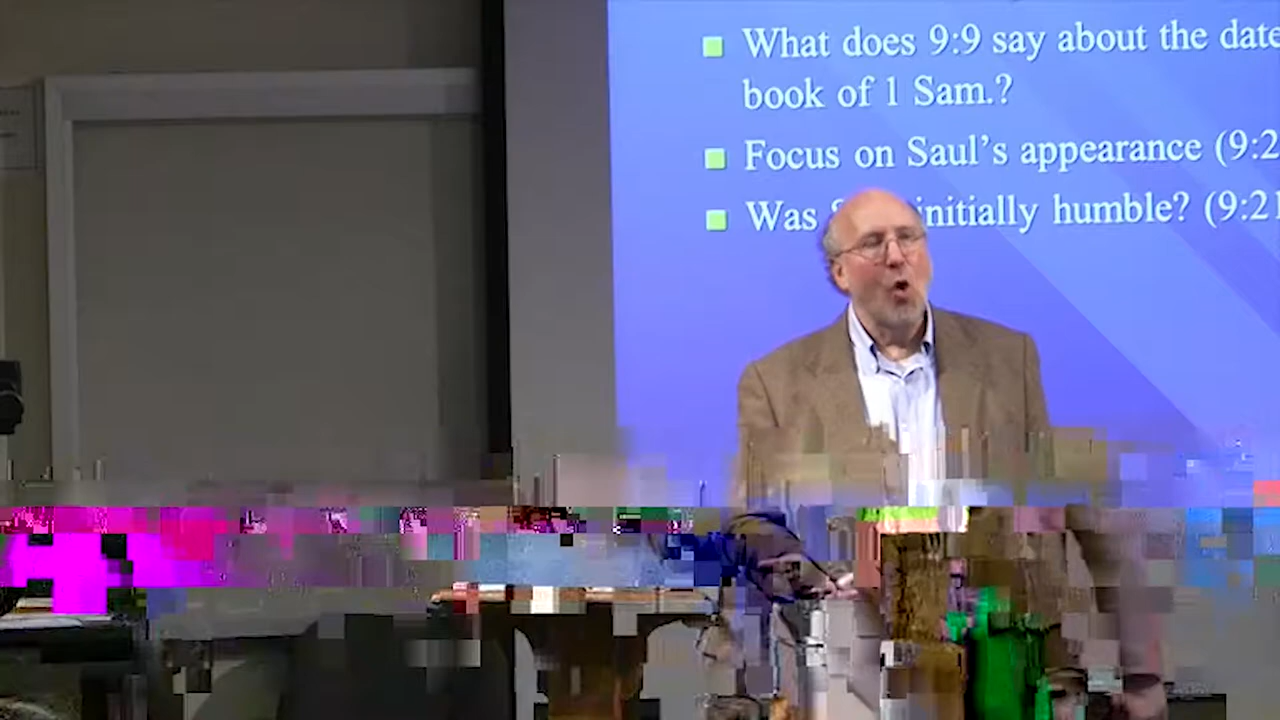 What does 9:9 say about the date
book of 1 Sam.?
Focus on Saul's appearance (9:2
Was initially humble? (9:21